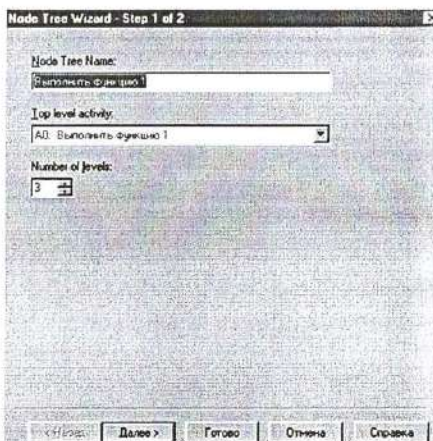 Node Tree Wizard - Step 1 of 2
Node Tree Name:
Выполнить функцию 1
Top level activity:
A0: Выполнить функцию 1
Number of levels:
3
< Назад Далее > Готово Отмена Справка